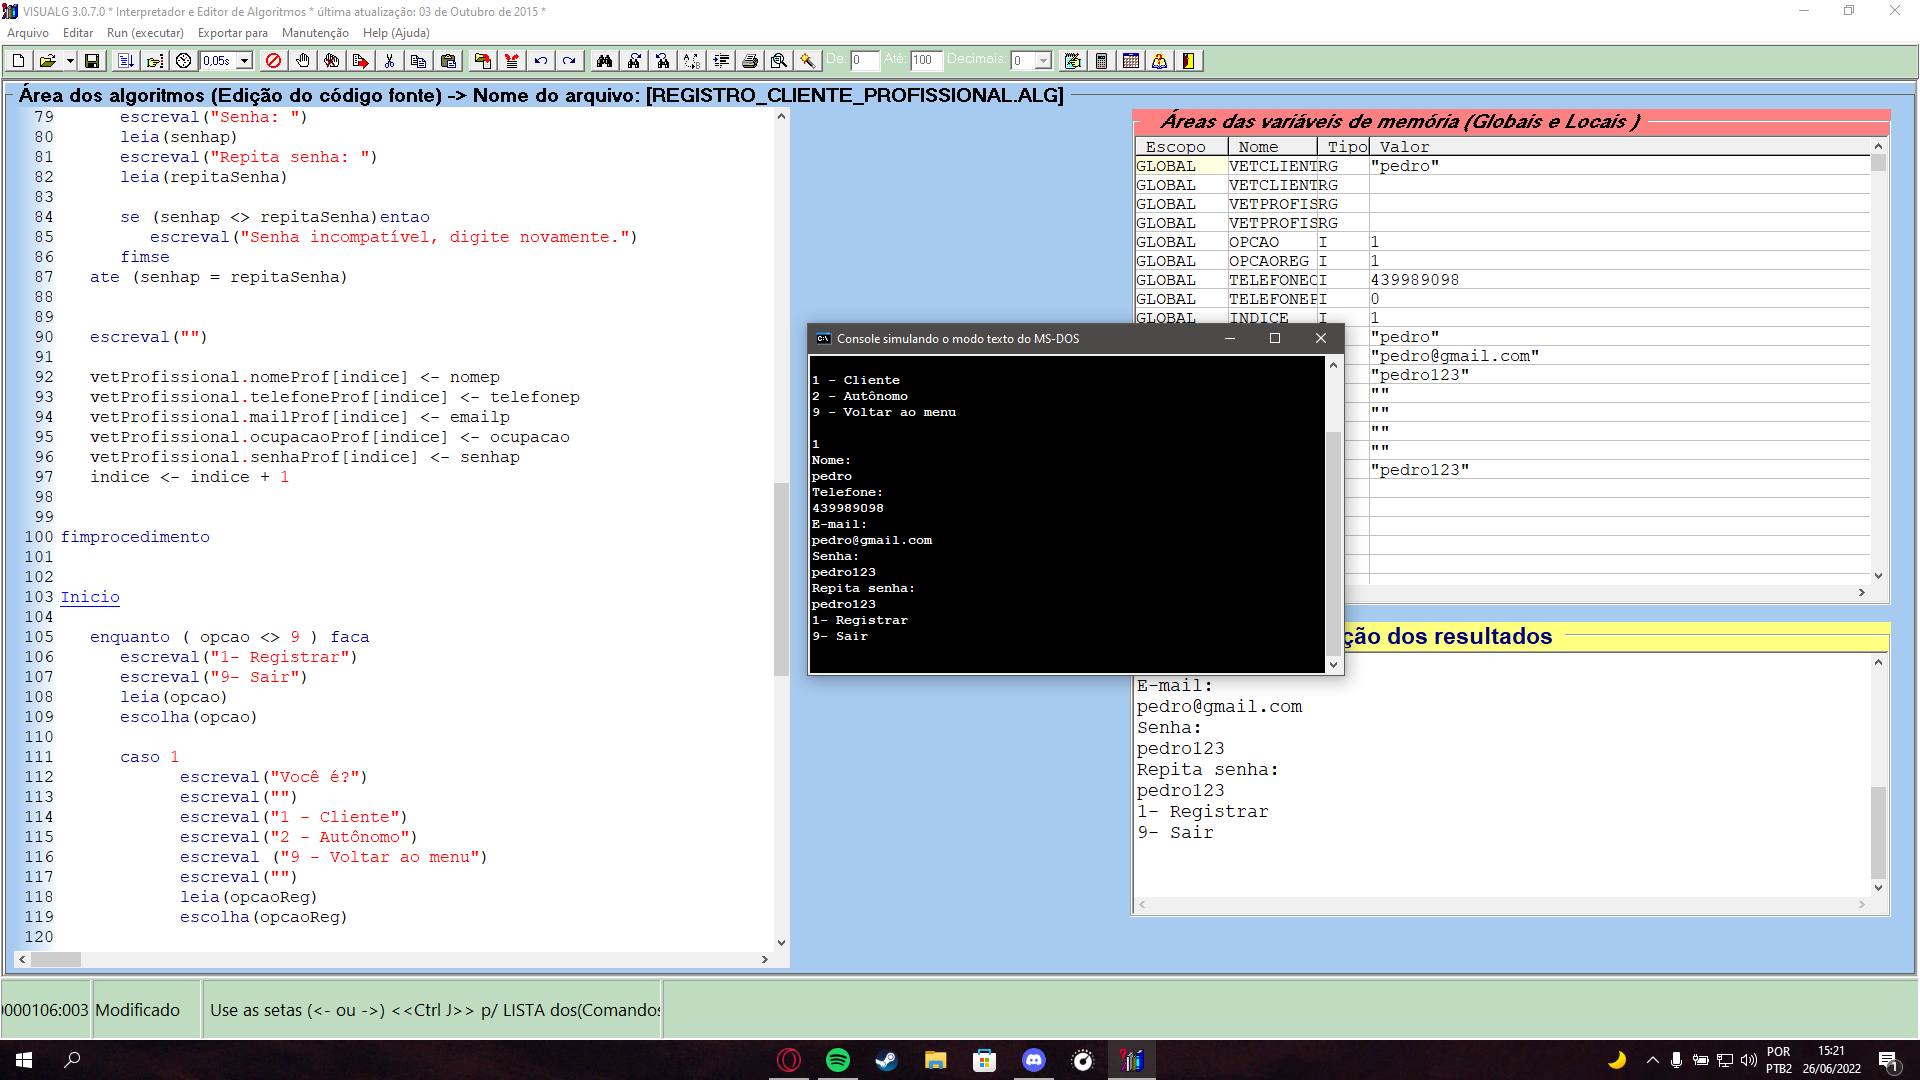 VISUALG 3.0.7.0 * Interpretador e Editor de Algoritmos * última atualização: 03 de Outubro de 2015 *
Arquivo Editar Run (executar) Exportar para Manutenção Help (Ajuda)
0,05s De: 0 Até: 100 Decimais: 0
Área dos algoritmos (Edição do código fonte) -> Nome do arquivo: [REGISTRO_CLIENTE_PROFISSIONAL.ALG]
79 escreval("Senha: ")
80 leia(senhap)
81 escreval("Repita senha: ")
82 leia(repitaSenha)
83
84 se (senhap <> repitaSenha)entao
85 escreval("Senha incompatível, digite novamente.")
86 fimse
87 ate (senhap = repitaSenha)
88
89
90 escreval("")
91
92 vetProfissional.nomeProf[indice] <- nomep
93 vetProfissional.telefoneProf[indice] <- telefonep
94 vetProfissional.mailProf[indice] <- emailp
95 vetProfissional.ocupacaoProf[indice] <- ocupacao
96 vetProfissional.senhaProf[indice] <- senhap
97 indice <- indice + 1
98
99
100 fimprocedimento
101
102
103 Inicio
104
105 enquanto ( opcao <> 9 ) faca
106 escreval("1- Registrar")
107 escreval("9- Sair")
108 leia(opcao)
109 escolha(opcao)
110
111 caso 1
112 escreval("Você é?")
113 escreval("")
114 escreval("1 - Cliente")
115 escreval("2 - Autônomo")
116 escreval ("9 - Voltar ao menu")
117 escreval("")
118 leia(opcaoReg)
119 escolha(opcaoReg)
120
Áreas das variáveis de memória (Globais e Locais )
Escopo Nome Tipo Valor
GLOBAL VETCLIENT RG "pedro"
GLOBAL VETCLIENT RG
GLOBAL VETPROFIS RG
GLOBAL VETPROFIS RG
GLOBAL OPCAO I 1
GLOBAL OPCAOREG I 1
GLOBAL TELEFONEC I 439989098
GLOBAL TELEFONEP I 0
GLOBAL INDICE I 1
"pedro"
"pedro@gmail.com"
"pedro123"
""
""
""
""
"pedro123"
Console simulando o modo texto do MS-DOS
1 - Cliente
2 - Autônomo
9 - Voltar ao menu
1
Nome:
pedro
Telefone:
439989098
E-mail:
pedro@gmail.com
Senha:
pedro123
Repita senha:
pedro123
1- Registrar
9- Sair
ção dos resultados
E-mail:
pedro@gmail.com
Senha:
pedro123
Repita senha:
pedro123
1- Registrar
9- Sair
0000106:003 Modificado Use as setas (<- ou ->) <<Ctrl J>> p/ LISTA dos(Comandos
POR
PTB2
15:21
26/06/2022
1